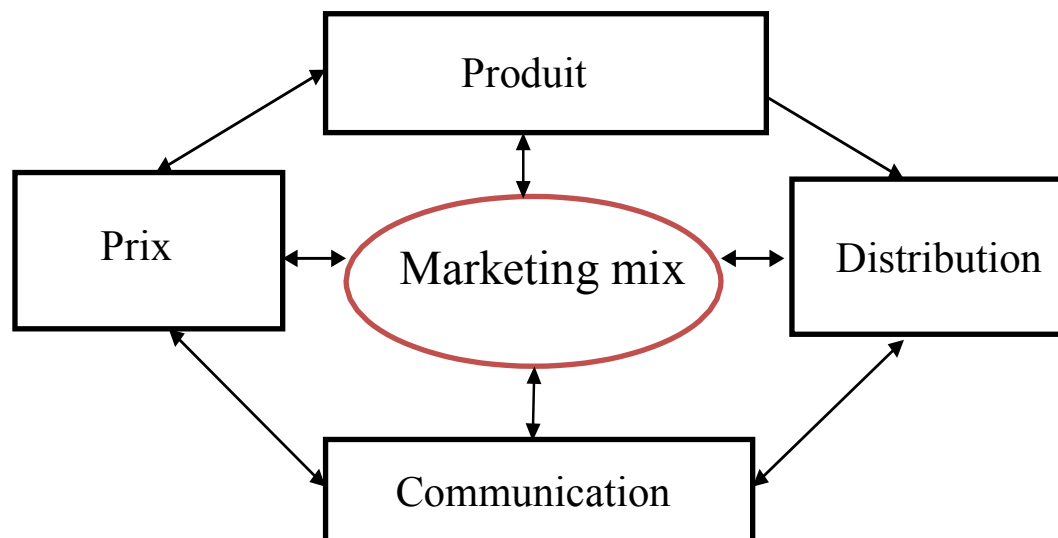 Produit
Prix
Marketing mix
Distribution
Communication